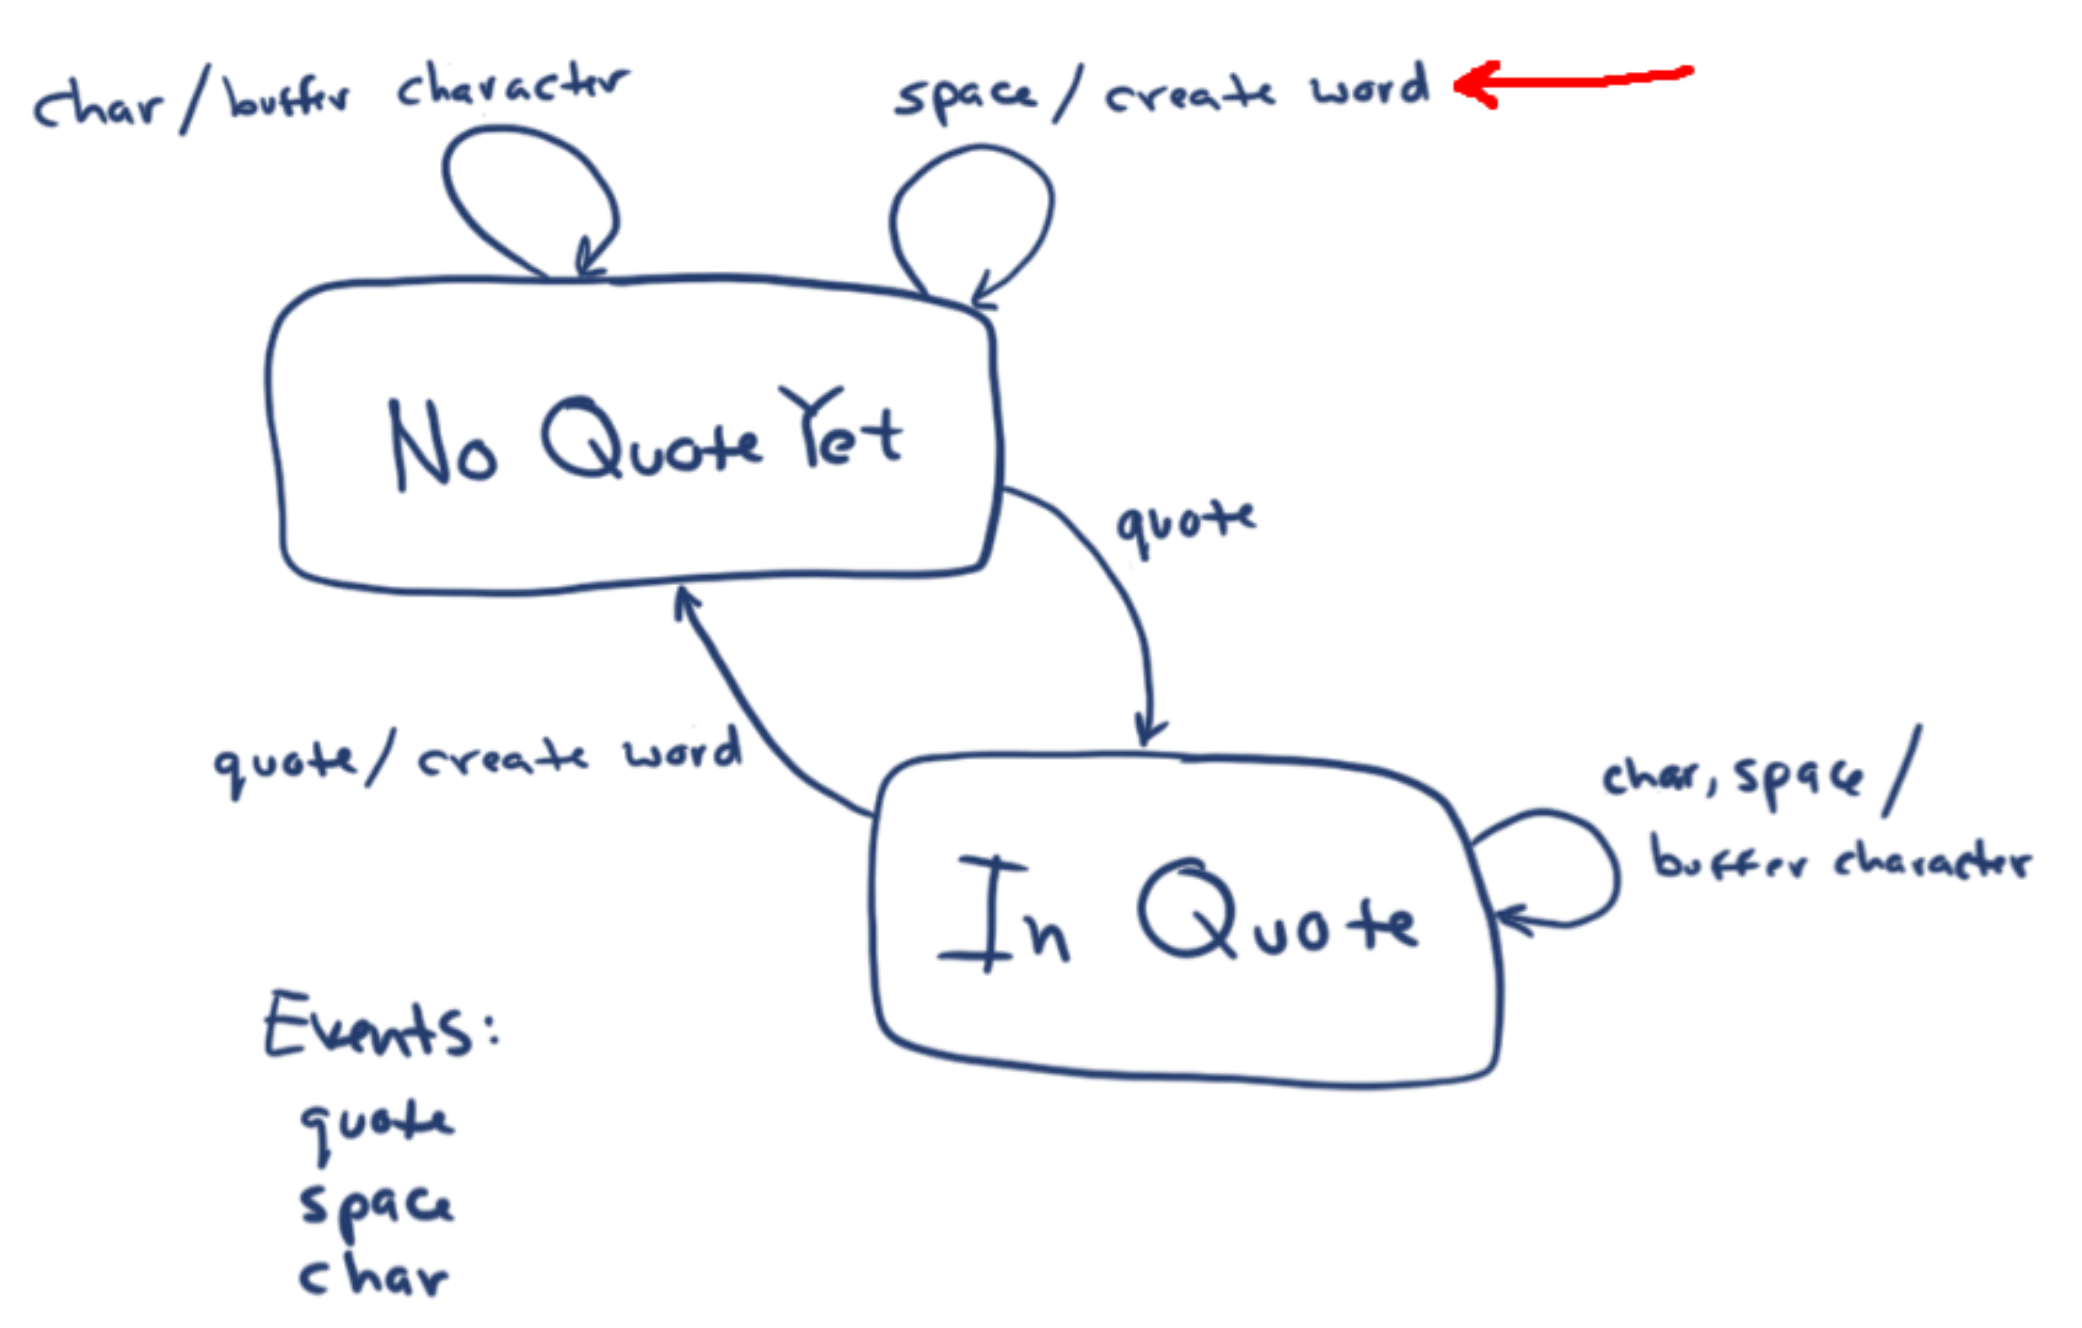 char/buffer character
space/create word
No Quote Yet
quote
quote/create word
char, space/
buffer character
In Quote
Events:
quote
space
char